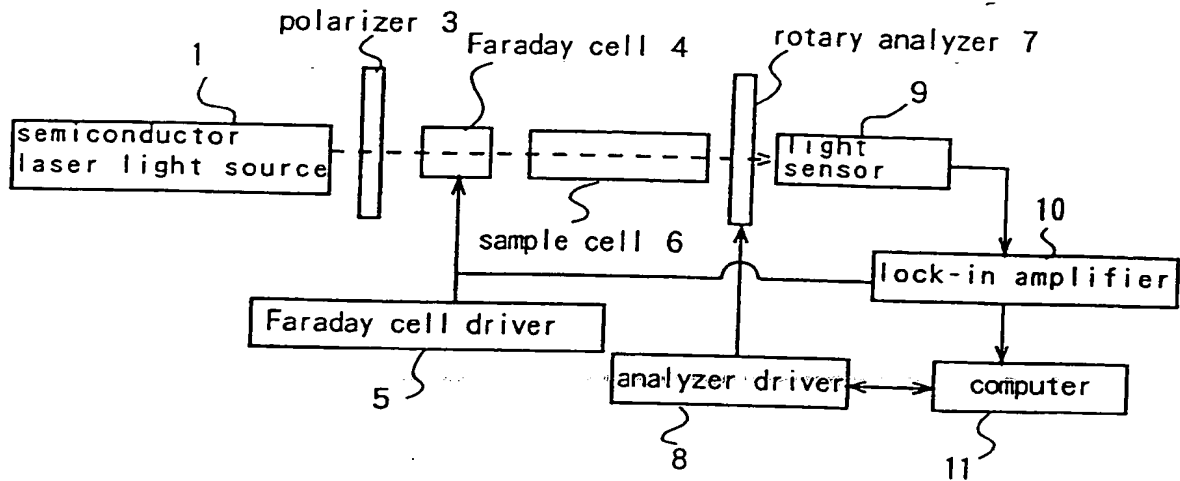 polarizer 3
Faraday cell 4
rotary analyzer 7
1
9
semiconductor
laser light source
light
sensor
10
sample cell 6
lock-in amplifier
Faraday cell driver
analyzer driver
computer
5
8
11